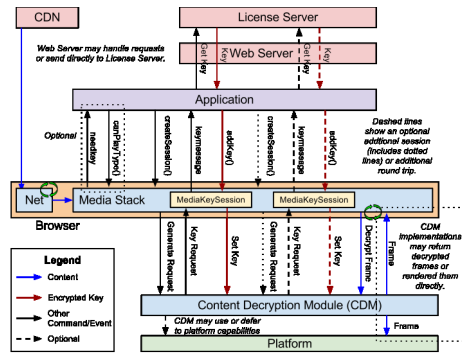 CDN
License Server
Web Server may handle requests
or send directly to License Server.
Get Key
Key
Get Key
Key
Web Server
Application
Optional
needkey
canPlayType()
createSession()
keymessage
addKey()
createSession()
keymessage
addKey()
Dashed lines
show an optional
additional session
(includes dotted
lines) or additional
round trip.
Net
Media Stack
MediaKeySession
MediaKeySession
Browser
Generate Request
Key Request
Set Key
Generate Request
Key Request
Set Key
Decrypt Frame
Frame
CDM
implementations
may return
decrypted
frames or
rendered them
directly.
Legend
Content
Encrypted Key
Other
Command/Event
Optional
Content Decryption Module (CDM)
CDM may use or defer
to platform capabilities
Frame
Platform